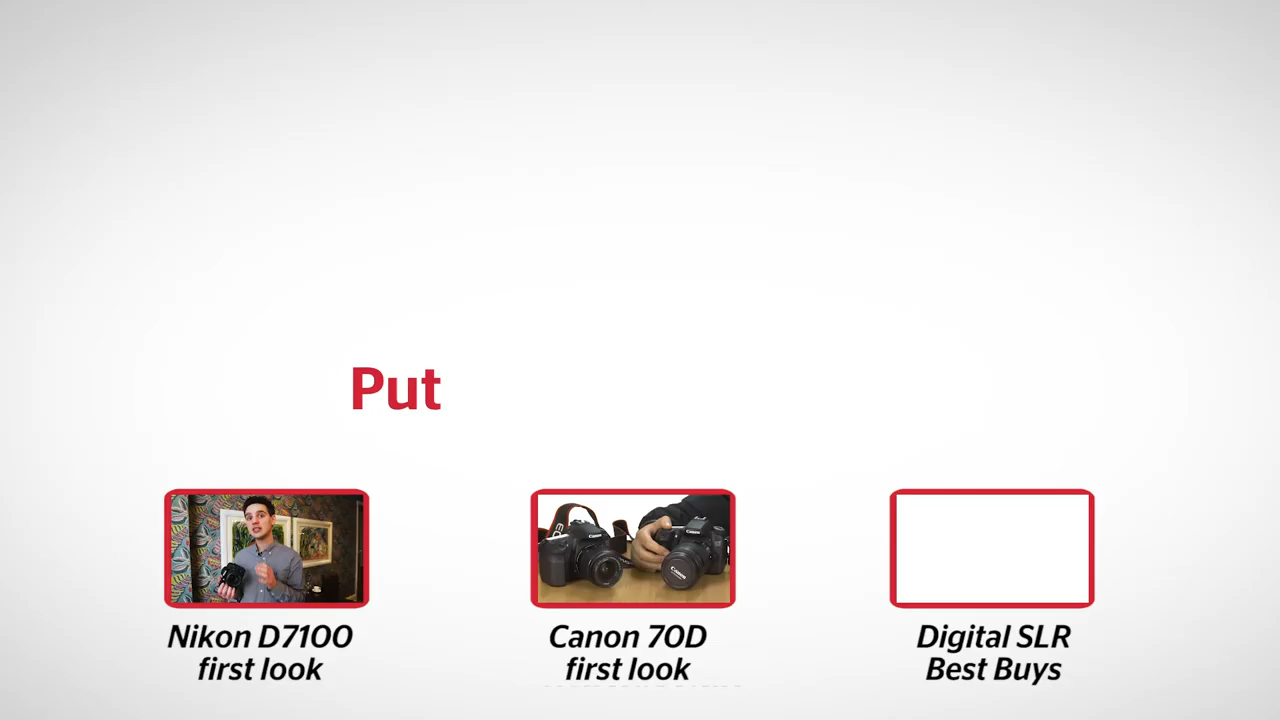 Put
Nikon D7100
first look
Canon 70D
first look
Digital SLR
Best Buys